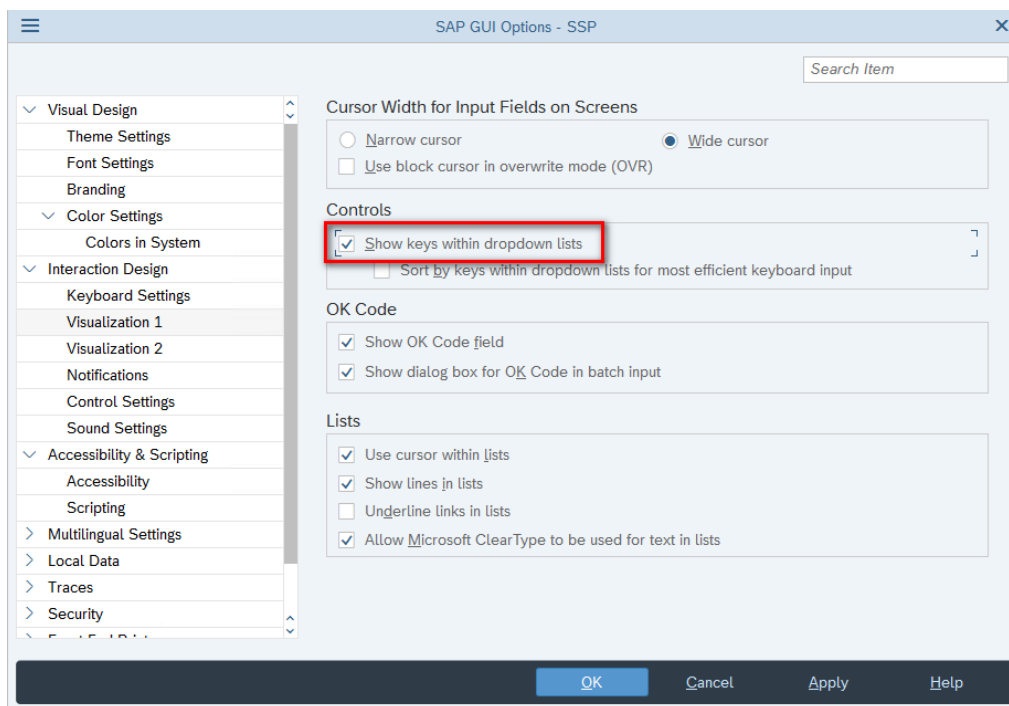 SAP GUI Options - SSP
Search Item
Visual Design
Theme Settings
Font Settings
Branding
Color Settings
Colors in System
Interaction Design
Keyboard Settings
Visualization 1
Visualization 2
Notifications
Control Settings
Sound Settings
Accessibility & Scripting
Accessibility
Scripting
Multilingual Settings
Local Data
Traces
Security
Cursor Width for Input Fields on Screens
Narrow cursor
Wide cursor
Use block cursor in overwrite mode (OVR)
Controls
Show keys within dropdown lists
Sort by keys within dropdown lists for most efficient keyboard input
OK Code
Show OK Code field
Show dialog box for OK Code in batch input
Lists
Use cursor within lists
Show lines in lists
Underline links in lists
Allow Microsoft ClearType to be used for text in lists
OK
Cancel
Apply
Help